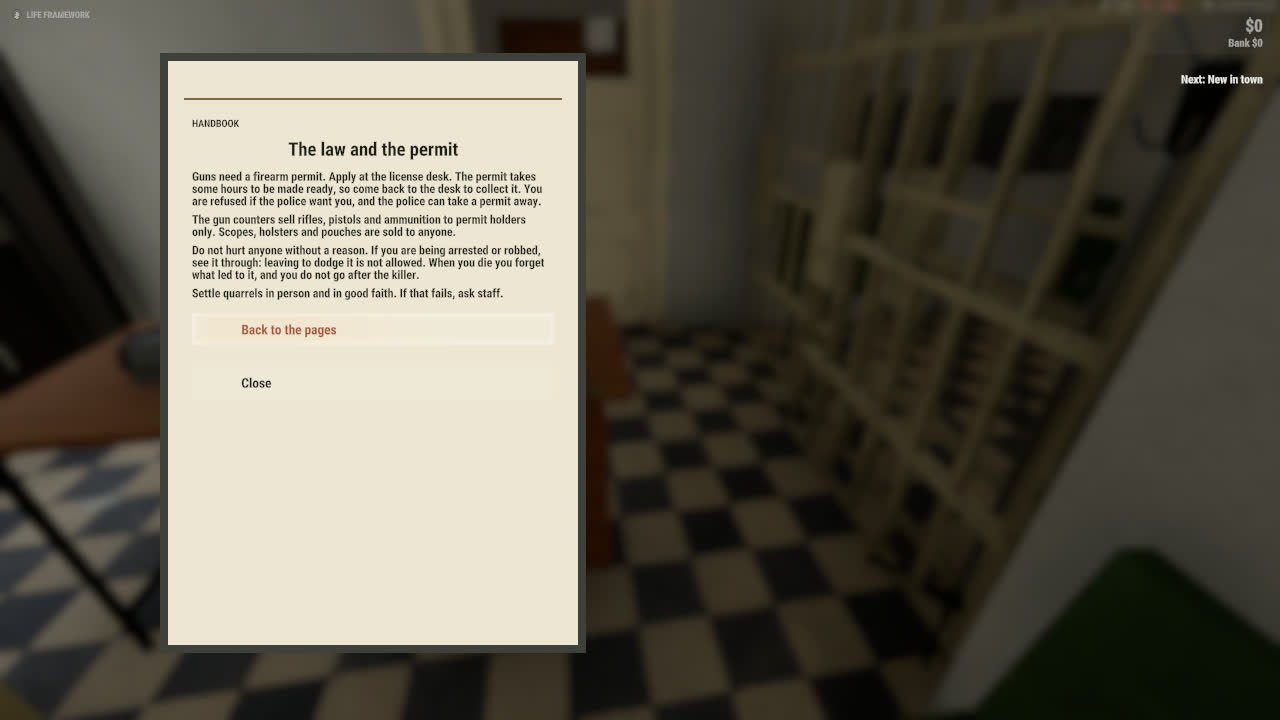 LIFE FRAMEWORK
$0
Bank $0
Next: New in town
HANDBOOK
The law and the permit
Guns need a firearm permit. Apply at the license desk. The permit takes
some hours to be made ready, so come back to the desk to collect it. You
are refused if the police want you, and the police can take a permit away.
The gun counters sell rifles, pistols and ammunition to permit holders
only. Scopes, holsters and pouches are sold to anyone.
Do not hurt anyone without a reason. If you are being arrested or robbed,
see it through: leaving to dodge it is not allowed. When you die you forget
what led to it, and you do not go after the killer.
Settle quarrels in person and in good faith. If that fails, ask staff.
Back to the pages
Close